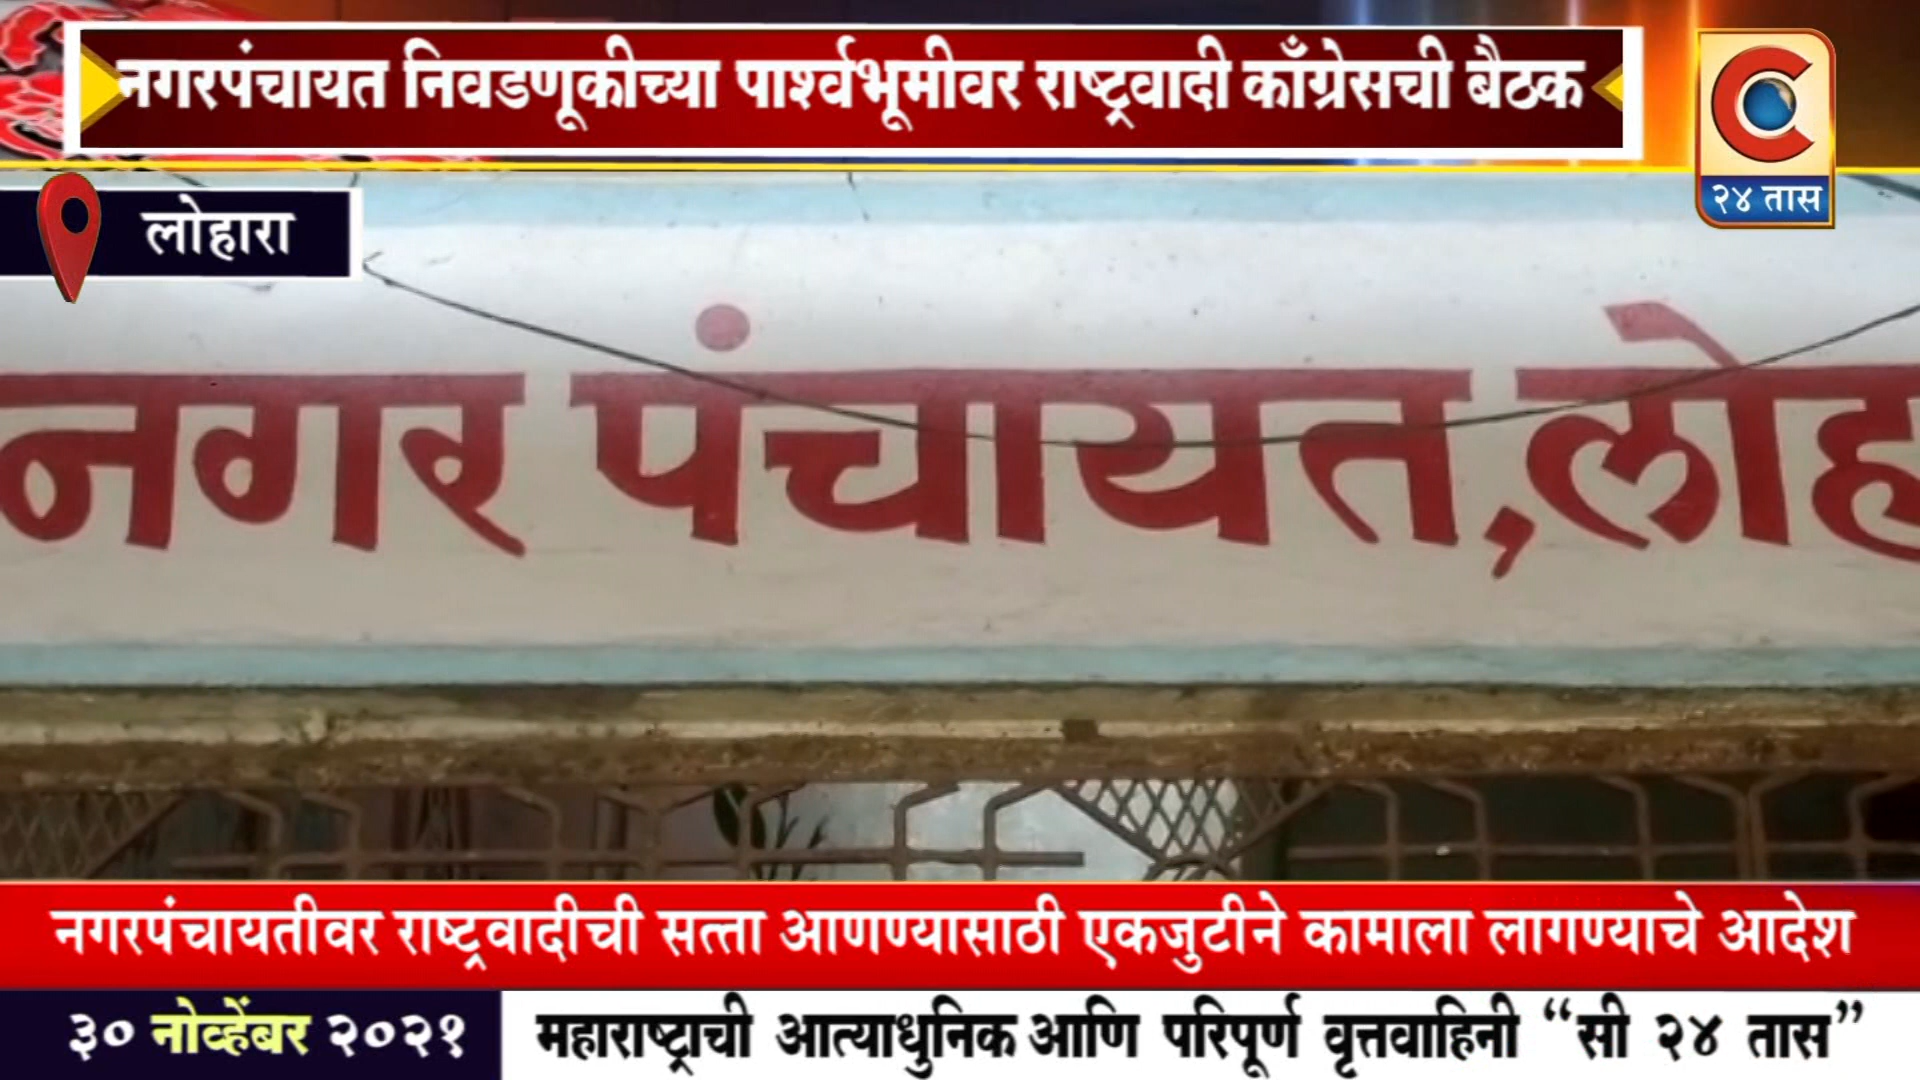 नगरपंचायत निवडणूकीच्या पार्श्वभूमीवर राष्ट्रवादी काँग्रेसची बैठक
२४ तास
लोहारा
नगर पंचायत, लोह
नगरपंचायतीवर राष्ट्रवादीची सत्ता आणण्यासाठी एकजुटीने कामाला लागण्याचे आदेश
३० नोव्हेंबर २०२१
महाराष्ट्राची आत्याधुनिक आणि परिपूर्ण वृत्तवाहिनी “सी २४ तास”